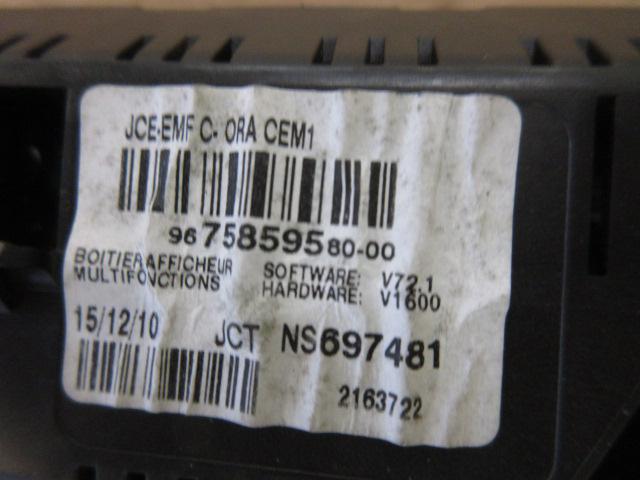 JCE-EMF C- ORA CEM1
96 7585955 80-00
BOITIER AFFICHEUR SOFTWARE: V72.1
MULTIFONCTIONS HARDWARE: V1600
15/12/10 JCT NS697481
2163722